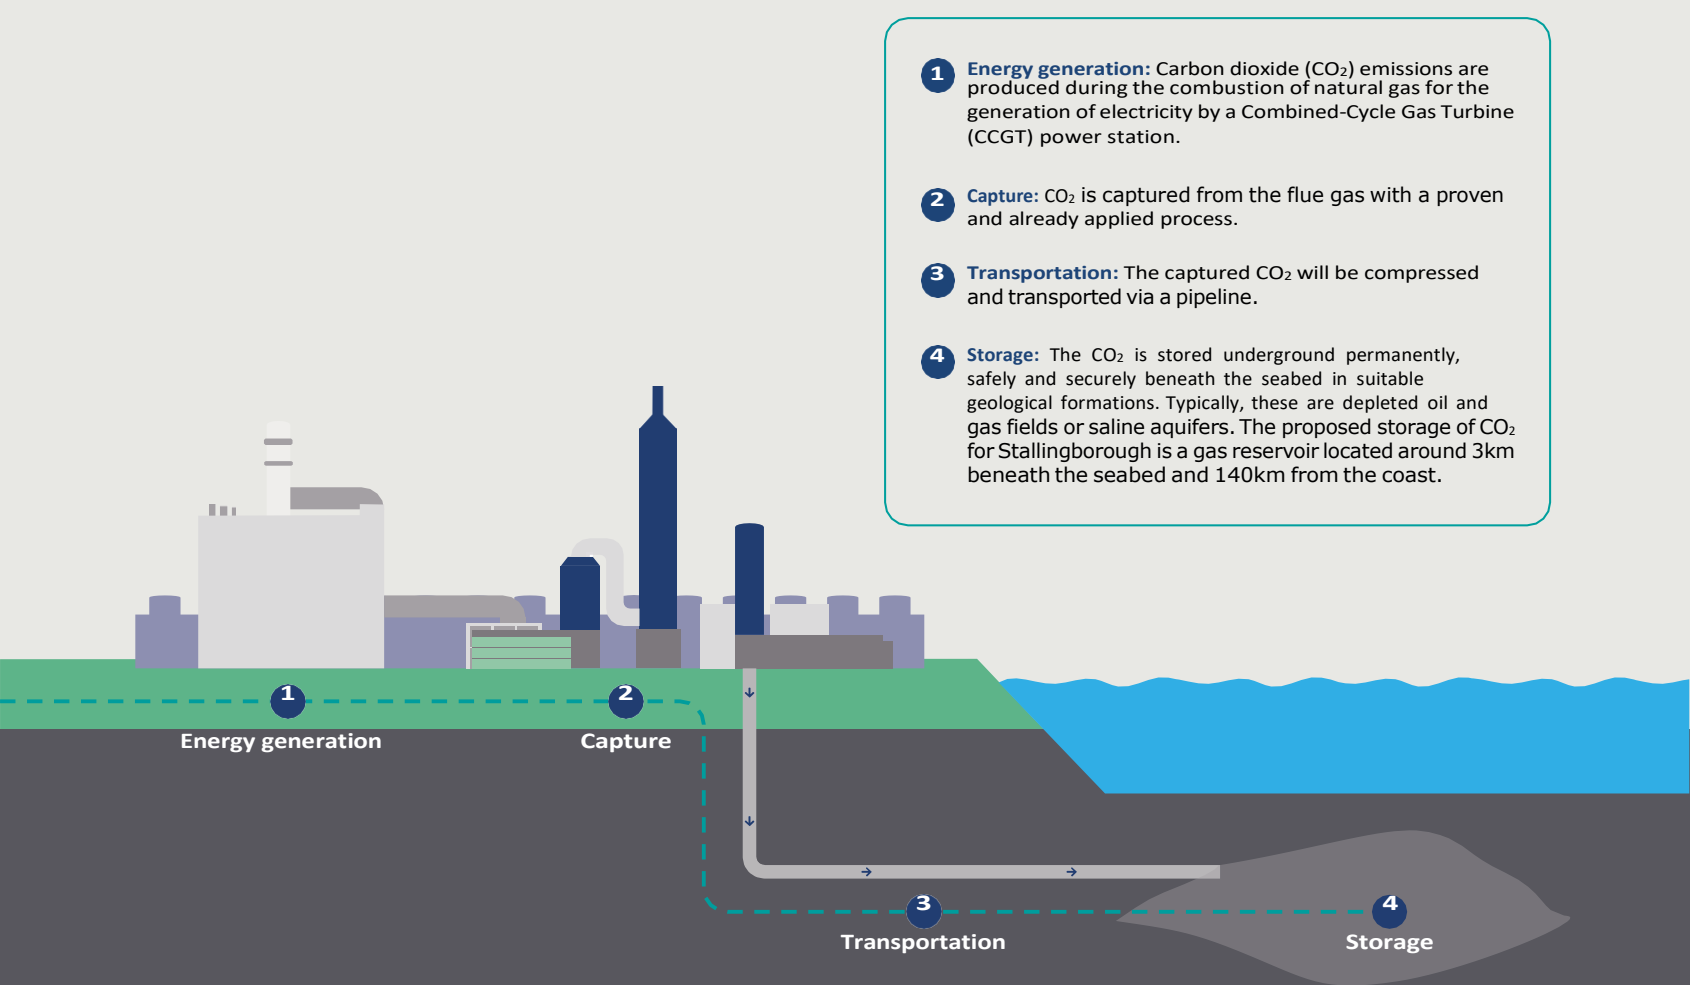 1 Energy generation: Carbon dioxide (CO₂) emissions are
produced during the combustion of natural gas for the
generation of electricity by a Combined-Cycle Gas Turbine
(CCGT) power station.
2 Capture: CO₂ is captured from the flue gas with a proven
and already applied process.
3 Transportation: The captured CO₂ will be compressed
and transported via a pipeline.
4 Storage: The CO₂ is stored underground permanently,
safely and securely beneath the seabed in suitable
geological formations. Typically, these are depleted oil and
gas fields or saline aquifers. The proposed storage of CO₂
for Stallingborough is a gas reservoir located around 3km
beneath the seabed and 140km from the coast.
1
Energy generation
2
Capture
3
Transportation
4
Storage